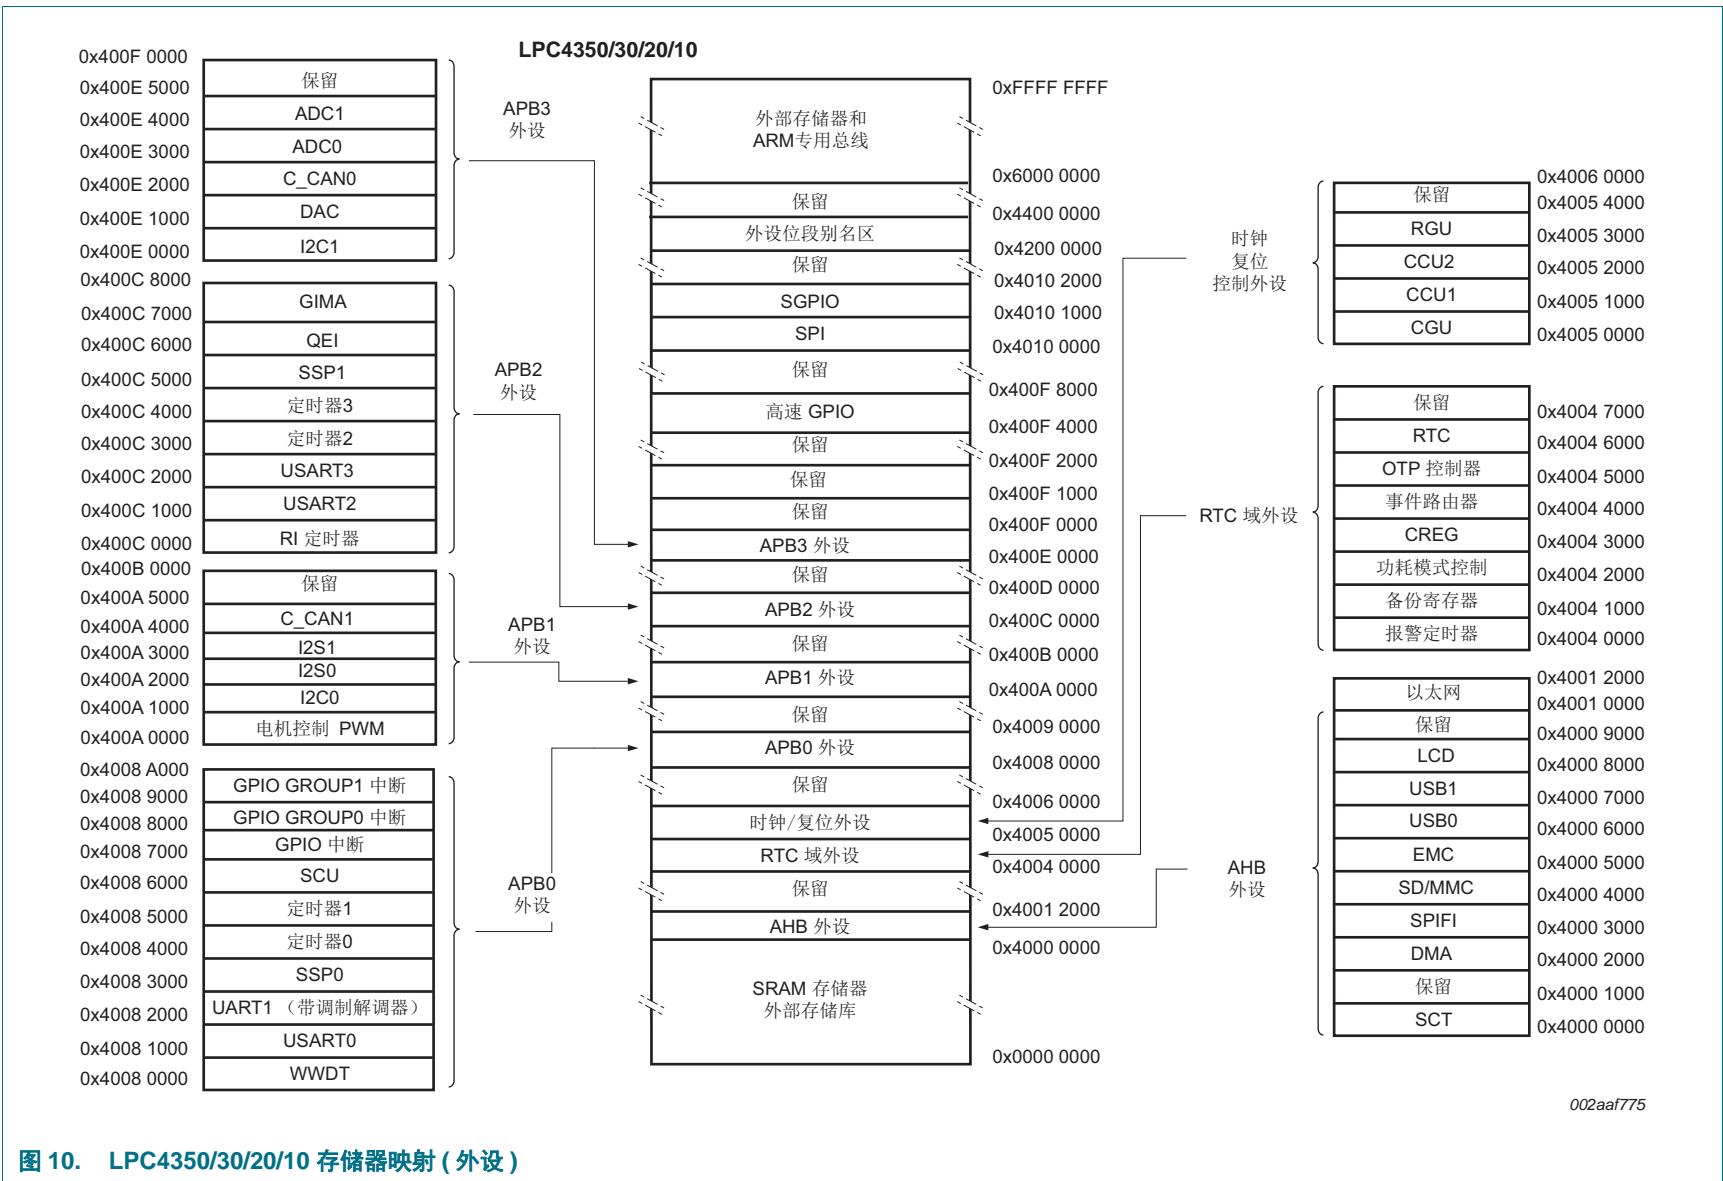 LPC4350/30/20/10
0x400F 0000
保留
0x400E 5000
ADC1
0x400E 4000
ADC0
0x400E 3000
C_CAN0
0x400E 2000
DAC
0x400E 1000
I2C1
0x400E 0000
APB3
外设
0x400C 8000
GIMA
0x400C 7000
QEI
0x400C 6000
SSP1
0x400C 5000
定时器3
0x400C 4000
定时器2
0x400C 3000
USART3
0x400C 2000
USART2
0x400C 1000
RI 定时器
0x400C 0000
APB2
外设
0x400B 0000
保留
0x400A 5000
C_CAN1
0x400A 4000
I2S1
0x400A 3000
I2S0
0x400A 2000
I2C0
0x400A 1000
电机控制 PWM
0x400A 0000
APB1
外设
0x4008 A000
GPIO GROUP1 中断
0x4008 9000
GPIO GROUP0 中断
0x4008 8000
GPIO 中断
0x4008 7000
SCU
0x4008 6000
定时器1
0x4008 5000
定时器0
0x4008 4000
SSP0
0x4008 3000
UART1 （带调制解调器）
0x4008 2000
USART0
0x4008 1000
WWDT
0x4008 0000
APB0
外设
0xFFFF FFFF
外部存储器和
ARM专用总线
0x6000 0000
保留
0x4400 0000
外设位段别名区
0x4200 0000
保留
0x4010 2000
SGPIO
0x4010 1000
SPI
0x4010 0000
保留
0x400F 8000
高速 GPIO
0x400F 4000
保留
0x400F 2000
保留
0x400F 1000
保留
0x400F 0000
APB3 外设
0x400E 0000
保留
0x400D 0000
APB2 外设
0x400C 0000
保留
0x400B 0000
APB1 外设
0x400A 0000
保留
0x4009 0000
APB0 外设
0x4008 0000
保留
0x4006 0000
时钟/复位外设
0x4005 0000
RTC 域外设
0x4004 0000
保留
0x4001 2000
AHB 外设
0x4000 0000
SRAM 存储器
外部存储库
0x0000 0000
时钟
复位
控制外设
0x4006 0000
保留
0x4005 4000
RGU
0x4005 3000
CCU2
0x4005 2000
CCU1
0x4005 1000
CGU
0x4005 0000
RTC 域外设
保留
0x4004 7000
RTC
0x4004 6000
OTP 控制器
0x4004 5000
事件路由器
0x4004 4000
CREG
0x4004 3000
功耗模式控制
0x4004 2000
备份寄存器
0x4004 1000
报警定时器
0x4004 0000
AHB
外设
0x4001 2000
以太网
0x4001 0000
保留
0x4000 9000
LCD
0x4000 8000
USB1
0x4000 7000
USB0
0x4000 6000
EMC
0x4000 5000
SD/MMC
0x4000 4000
SPIFI
0x4000 3000
DMA
0x4000 2000
保留
0x4000 1000
SCT
0x4000 0000
002aaf775
图 10. LPC4350/30/20/10 存储器映射 ( 外设 )